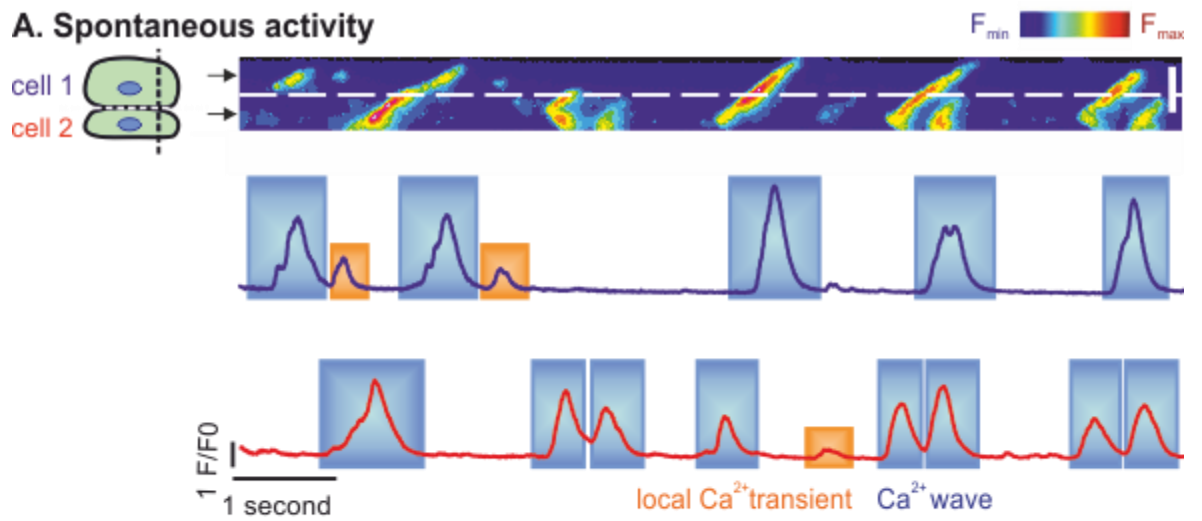 A. Spontaneous activity
Fmin Fmax
cell 1
cell 2
1 F/F0
1 second
local Ca2+transient
Ca2+wave